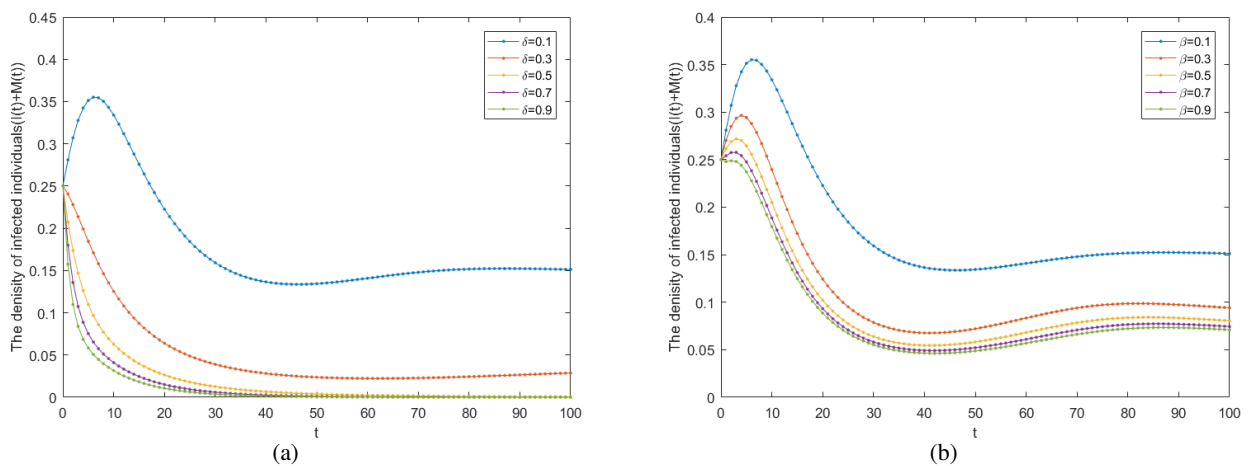 0.45
0.4
0.35
0.3
0.25
0.2
0.15
0.1
0.05
0
The denisity of infected individuals(I(t)+M(t))
0 10 20 30 40 50 60 70 80 90 100
t
δ=0.1
δ=0.3
δ=0.5
δ=0.7
δ=0.9
(a)
0.4
0.35
0.3
0.25
0.2
0.15
0.1
0.05
0
The denisity of infected individuals(I(t)+M(t))
0 10 20 30 40 50 60 70 80 90 100
t
β=0.1
β=0.3
β=0.5
β=0.7
β=0.9
(b)